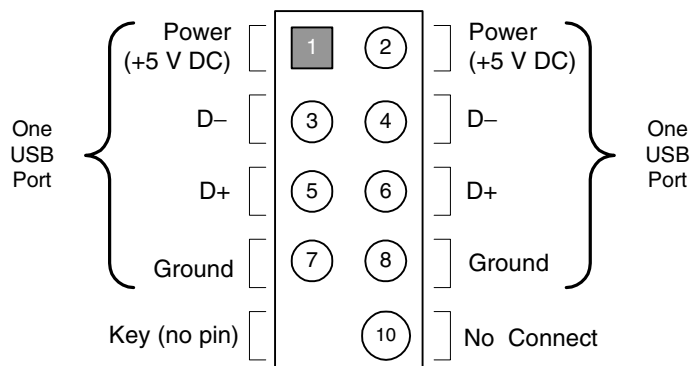 Power
(+5 V DC)
1
2
Power
(+5 V DC)
One
USB
Port
D−
3
4
D−
One
USB
Port
D+
5
6
D+
Ground
7
8
Ground
Key (no pin)
10
No Connect